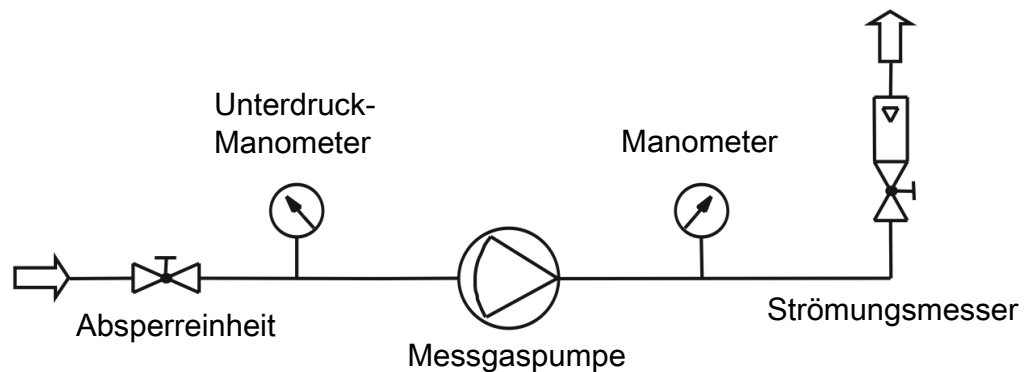 Unterdruck-
Manometer
Manometer
Absperreinheit
Messgaspumpe
Strömungsmesser